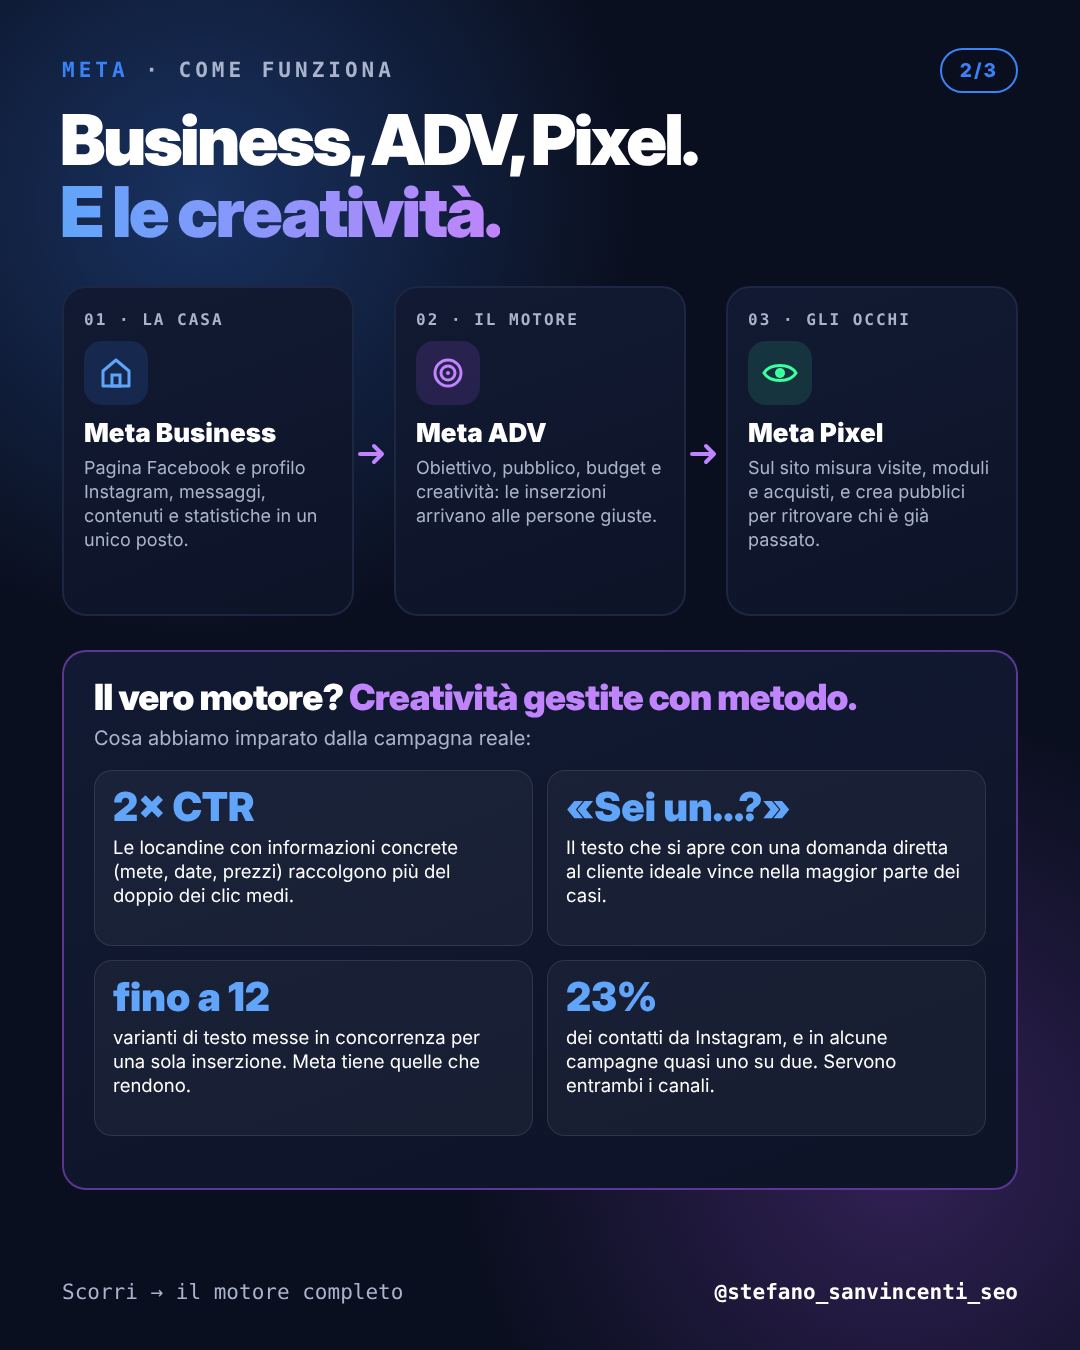 META · COME FUNZIONA
2/3
Business, ADV, Pixel.
E le creatività.
01 · LA CASA
Meta Business
Pagina Facebook e profilo
Instagram, messaggi,
contenuti e statistiche in un
unico posto.
→
02 · IL MOTORE
Meta ADV
Obiettivo, pubblico, budget e
creatività: le inserzioni
arrivano alle persone giuste.
→
03 · GLI OCCHI
Meta Pixel
Sul sito misura visite, moduli
e acquisti, e crea pubblici
per ritrovare chi è già
passato.
Il vero motore? Creatività gestite con metodo.
Cosa abbiamo imparato dalla campagna reale:
2× CTR
Le locandine con informazioni concrete
(mete, date, prezzi) raccolgono più del
doppio dei clic medi.
«Sei un...?»
Il testo che si apre con una domanda diretta
al cliente ideale vince nella maggior parte dei
casi.
fino a 12
varianti di testo messe in concorrenza per
una sola inserzione. Meta tiene quelle che
rendono.
23%
dei contatti da Instagram, e in alcune
campagne quasi uno su due. Servono
entrambi i canali.
Scorri → il motore completo
@stefano_sanvincenti_seo